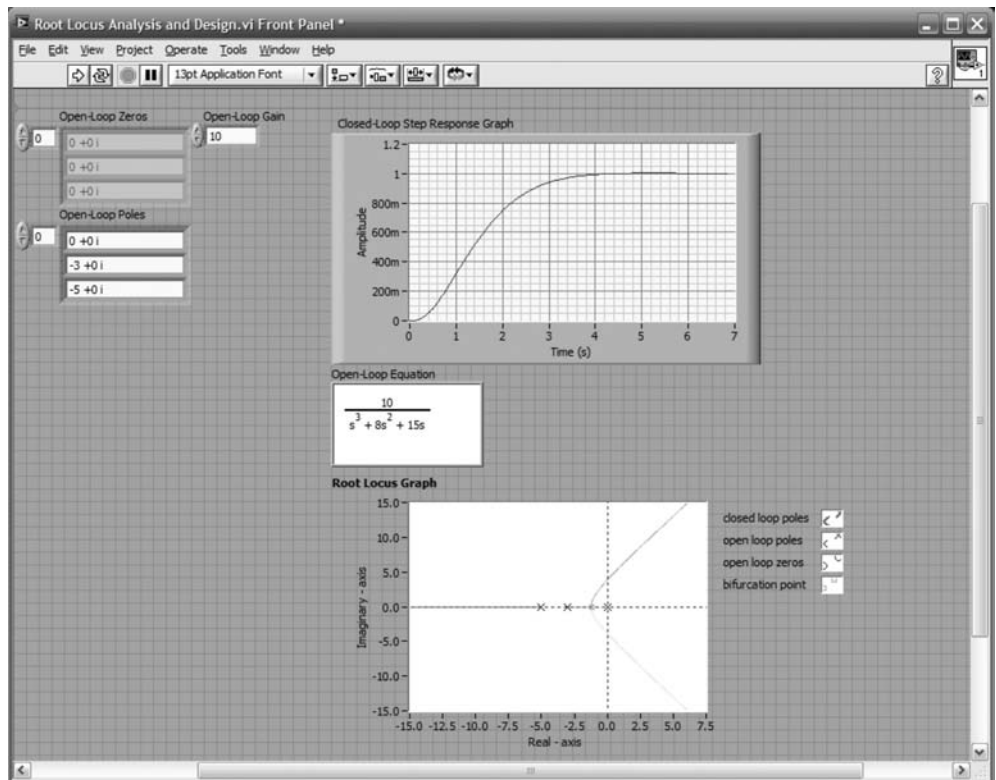 Root Locus Analysis and Design.vi Front Panel *
File Edit View Project Operate Tools Window Help
13pt Application Font
1
Open-Loop Zeros
0
0 +0 i
0 +0 i
0 +0 i
Open-Loop Gain
10
Open-Loop Poles
0
0 +0 i
-3 +0 i
-5 +0 i
Closed-Loop Step Response Graph
Amplitude
1.2
1
800m
600m
400m
200m
0
0 1 2 3 4 5 6 7
Time (s)
Open-Loop Equation
10
s³ + 8s² + 15s
Root Locus Graph
Imaginary - axis
15.0
10.0
5.0
0.0
-5.0
-10.0
-15.0
-15.0 -12.5 -10.0 -7.5 -5.0 -2.5 0.0 2.5 5.0 7.5
Real - axis
closed loop poles
open loop poles
open loop zeros
bifurcation point